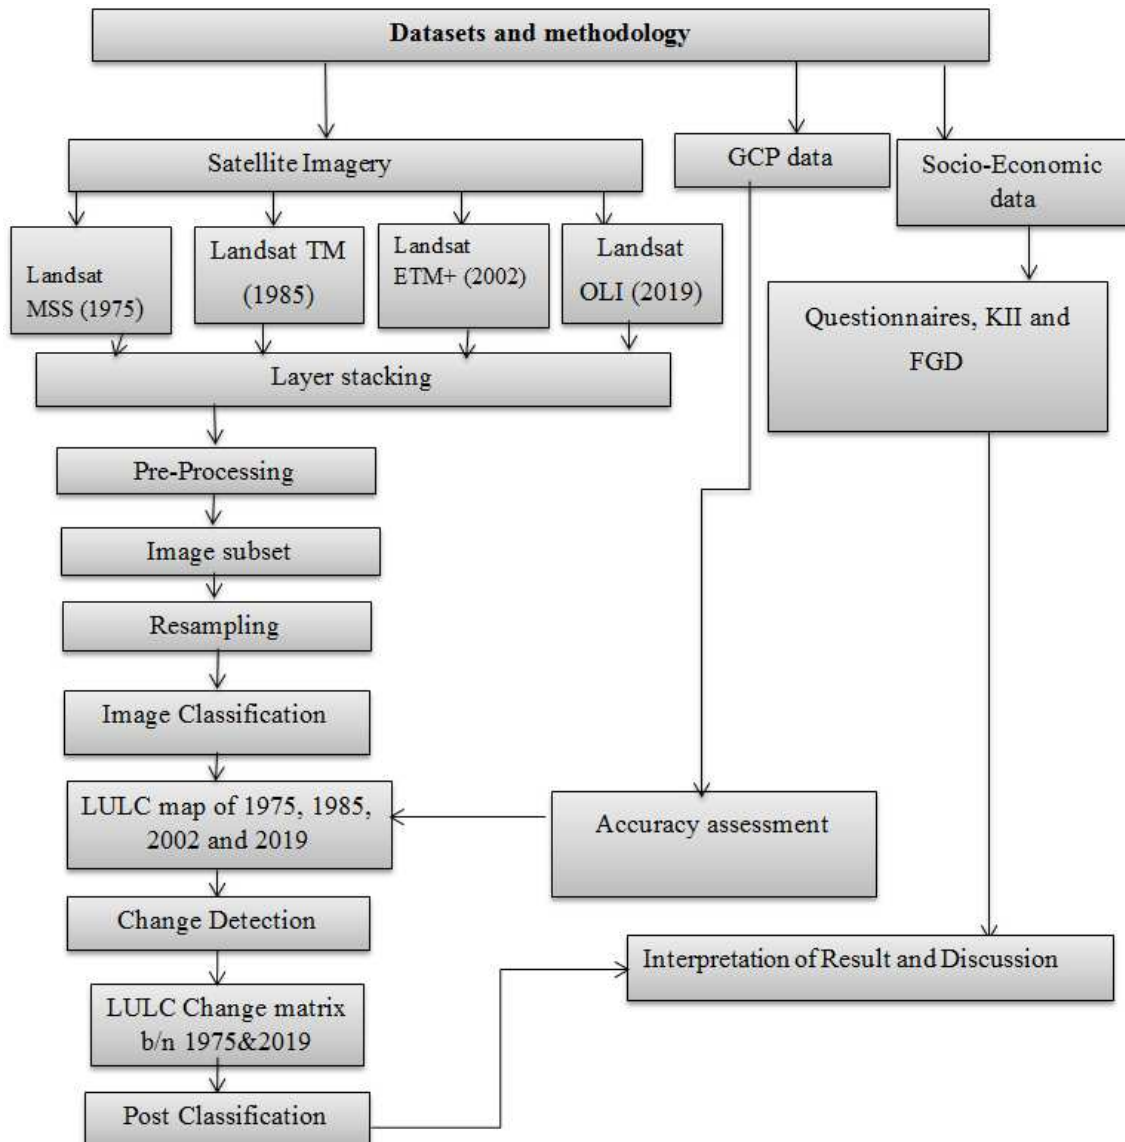 Datasets and methodology
Satellite Imagery
GCP data
Socio-Economic
data
Landsat
MSS (1975)
Landsat TM
(1985)
Landsat
ETM+ (2002)
Landsat
OLI (2019)
Questionnaires, KII and
FGD
Layer stacking
Pre-Processing
Image subset
Resampling
Image Classification
LULC map of 1975, 1985,
2002 and 2019
Accuracy assessment
Change Detection
Interpretation of Result and Discussion
LULC Change matrix
b/n 1975&2019
Post Classification